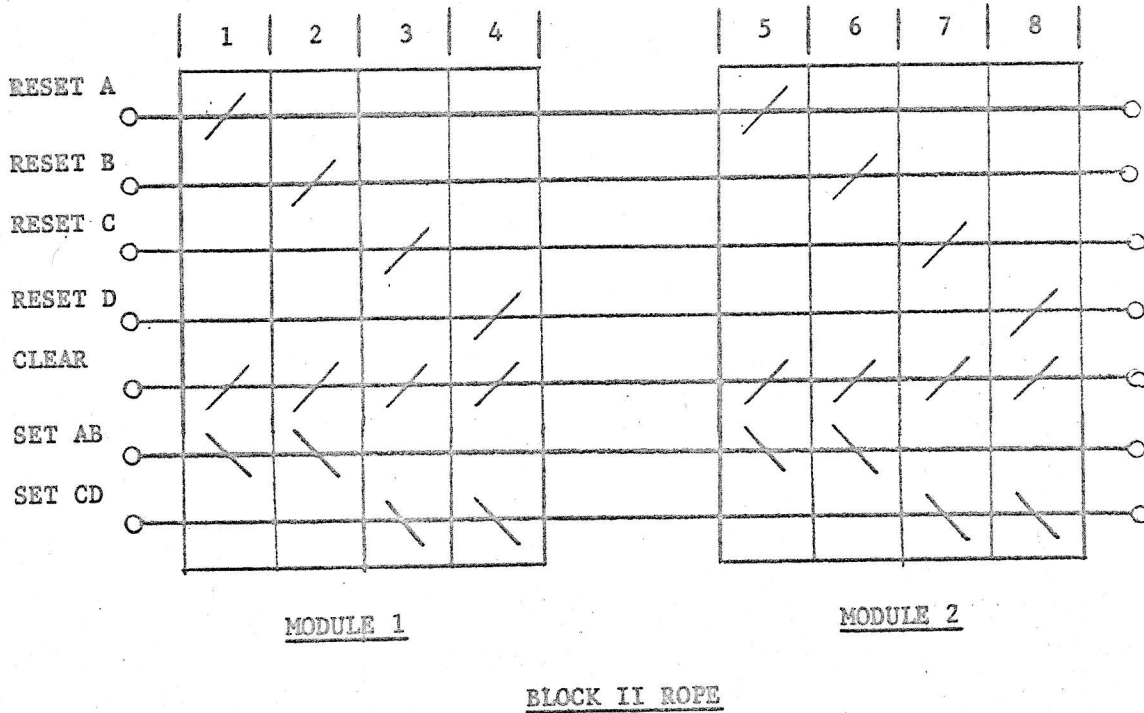 1 2 3 4 5 6 7 8
RESET A
RESET B
RESET C
RESET D
CLEAR
SET AB
SET CD
MODULE 1 MODULE 2
BLOCK II ROPE